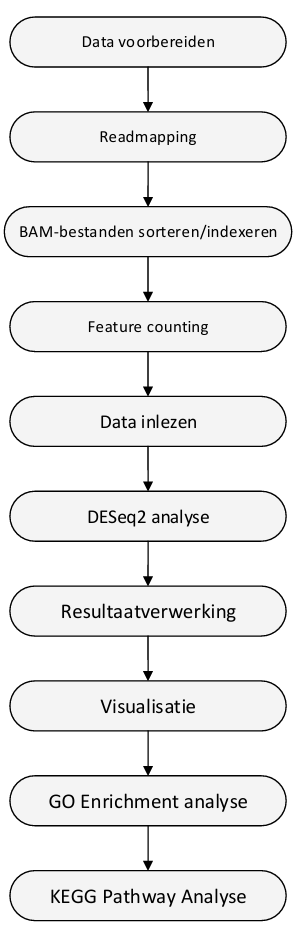 Data voorbereiden
Readmapping
BAM-bestanden sorteren/indexeren
Feature counting
Data inlezen
DESeq2 analyse
Resultaatverwerking
Visualisatie
GO Enrichment analyse
KEGG Pathway Analyse